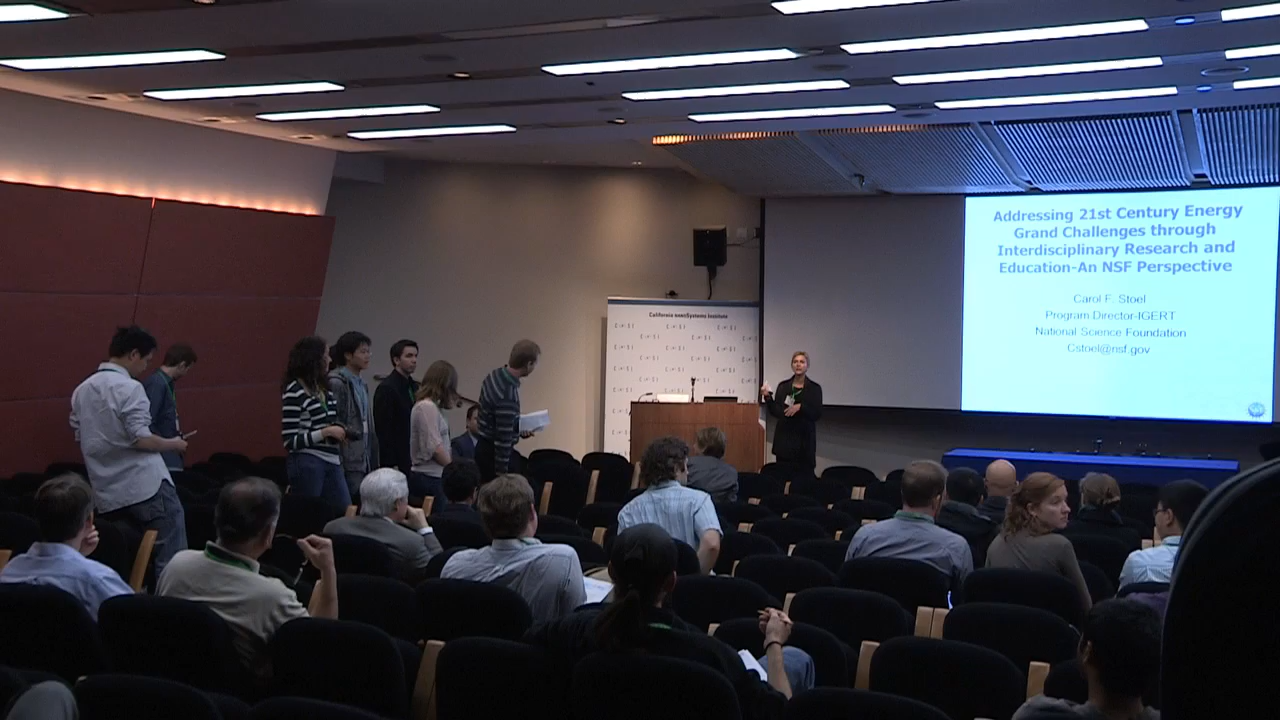 California nanoSystems Institute
Addressing 21st Century Energy
Grand Challenges through
Interdisciplinary Research and
Education-An NSF Perspective
Carol F. Stoel
Program Director-IGERT
National Science Foundation
Cstoel@nsf.gov